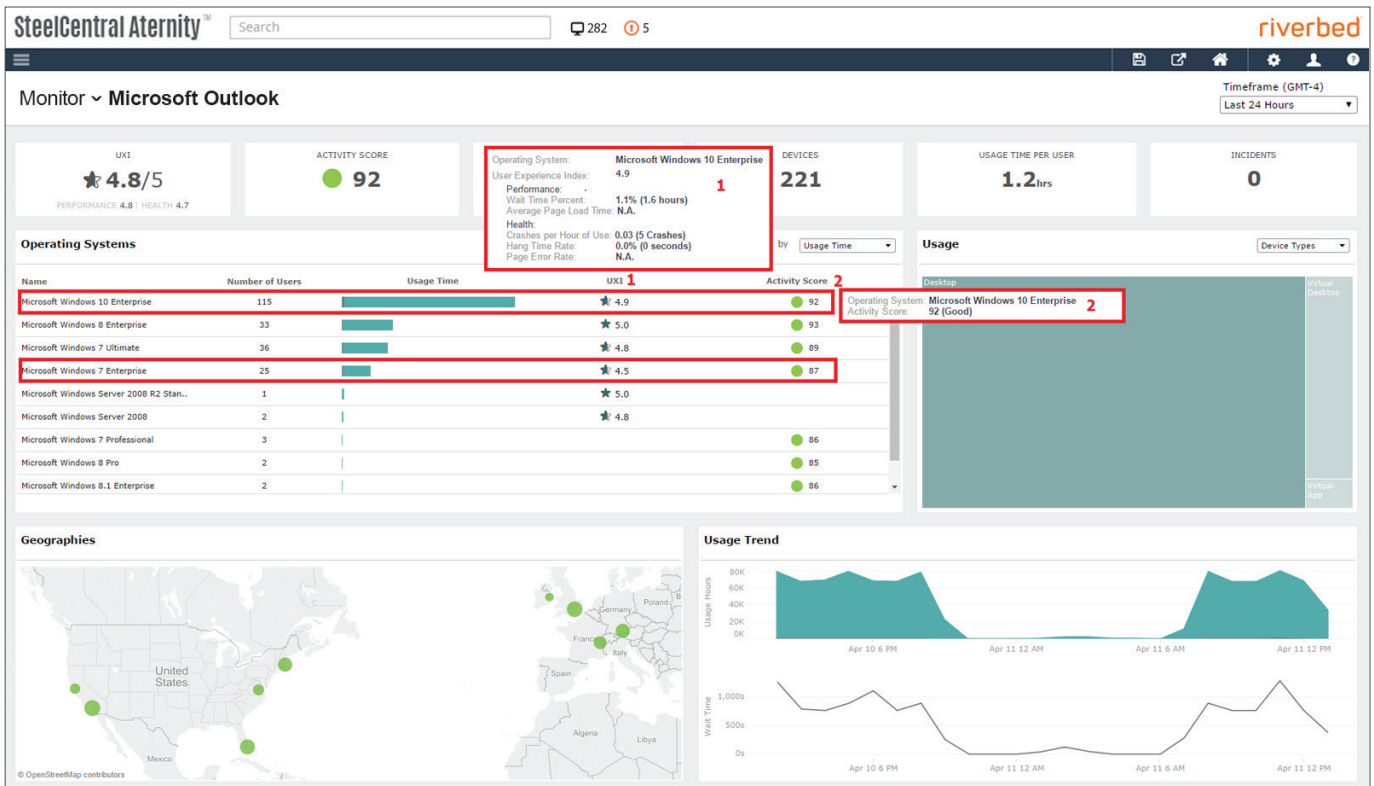 SteelCentral Aternity™
Search
282
5
riverbed
Monitor Microsoft Outlook
Timeframe (GMT-4)
Last 24 Hours
UXI
4.8/5
PERFORMANCE 4.8 | HEALTH 4.7
ACTIVITY SCORE
92
Operating System: Microsoft Windows 10 Enterprise
User Experience Index: 4.9
1
Performance: -
Wait Time Percent: 1.1% (1.6 hours)
Average Page Load Time: N.A.
Health:
Crashes per Hour of Use: 0.03 (5 Crashes)
Hang Time Rate: 0.0% (0 seconds)
Page Error Rate: N.A.
DEVICES
221
USAGE TIME PER USER
1.2hrs
INCIDENTS
0
Operating Systems
by Usage Time
Name Number of Users Usage Time UXI 1 Activity Score 2
Microsoft Windows 10 Enterprise 115 4.9 92
Microsoft Windows 8 Enterprise 33 5.0 93
Microsoft Windows 7 Ultimate 36 4.8 89
Microsoft Windows 7 Enterprise 25 4.5 87
Microsoft Windows Server 2008 R2 Stan.. 1 5.0
Microsoft Windows Server 2008 2 4.8
Microsoft Windows 7 Professional 3 86
Microsoft Windows 8 Pro 2 85
Microsoft Windows 8.1 Enterprise 2 86
Usage
Device Types
Desktop
Virtual
Desktop
Operating System: Microsoft Windows 10 Enterprise
Activity Score: 92 (Good)
2
Virtual
App
Geographies
United
States
Mexico
Germany
Poland
B
France
Italy
Spain
Algeria
Libya
© OpenStreetMap contributors
Usage Trend
Usage Hours
80K
60K
40K
20K
0K
Apr 10 6 PM Apr 11 12 AM Apr 11 6 AM Apr 11 12 PM
Wait Time
1,000s
500s
0s
Apr 10 6 PM Apr 11 12 AM Apr 11 6 AM Apr 11 12 PM